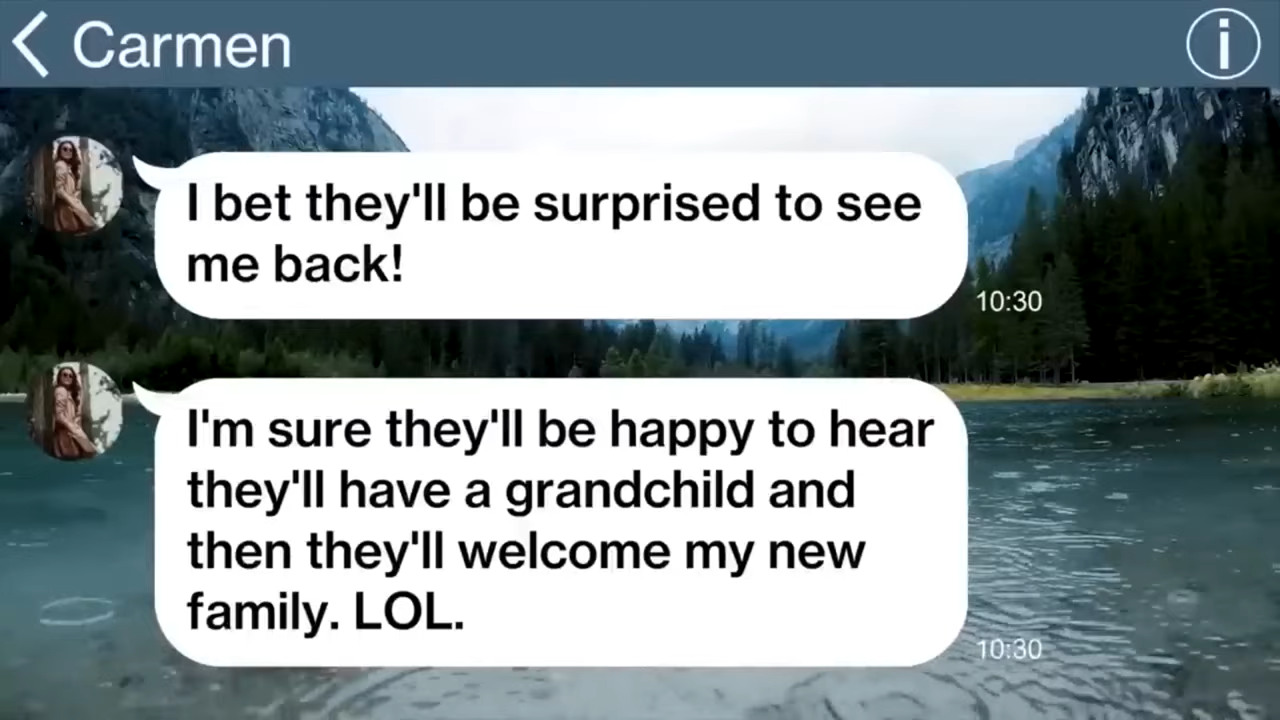 Carmen
I bet they'll be surprised to see
me back!
10:30
I'm sure they'll be happy to hear
they'll have a grandchild and
then they'll welcome my new
family. LOL.
10:30